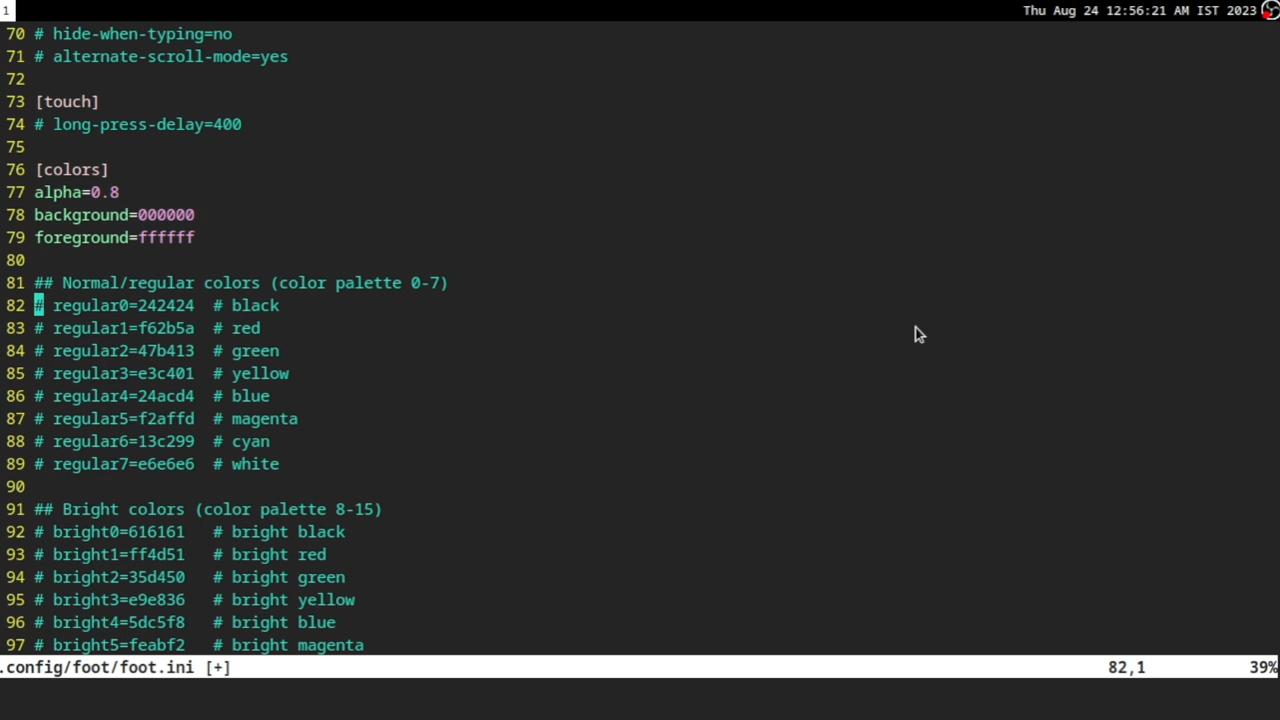 1 Thu Aug 24 12:56:21 AM IST 2023
70 # hide-when-typing=no
71 # alternate-scroll-mode=yes
72
73 [touch]
74 # long-press-delay=400
75
76 [colors]
77 alpha=0.8
78 background=000000
79 foreground=ffffff
80
81 ## Normal/regular colors (color palette 0-7)
82 # regular0=242424  # black
83 # regular1=f62b5a  # red
84 # regular2=47b413  # green
85 # regular3=e3c401  # yellow
86 # regular4=24acd4  # blue
87 # regular5=f2affd  # magenta
88 # regular6=13c299  # cyan
89 # regular7=e6e6e6  # white
90
91 ## Bright colors (color palette 8-15)
92 # bright0=616161   # bright black
93 # bright1=ff4d51   # bright red
94 # bright2=35d450   # bright green
95 # bright3=e9e836   # bright yellow
96 # bright4=5dc5f8   # bright blue
97 # bright5=feabf2   # bright magenta
.config/foot/foot.ini [+] 82,1 39%